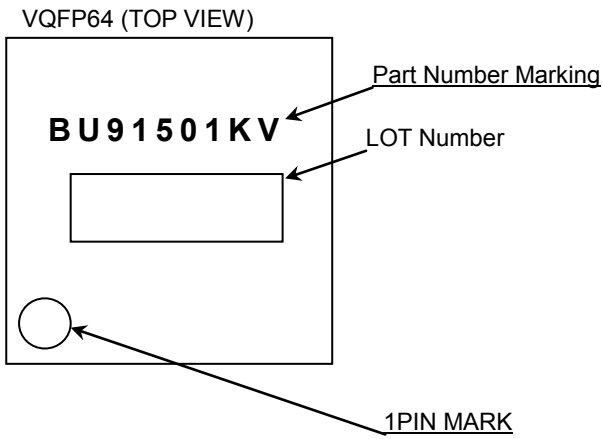 VQFP64 (TOP VIEW)
Part Number Marking
BU91501KV
LOT Number
1PIN MARK